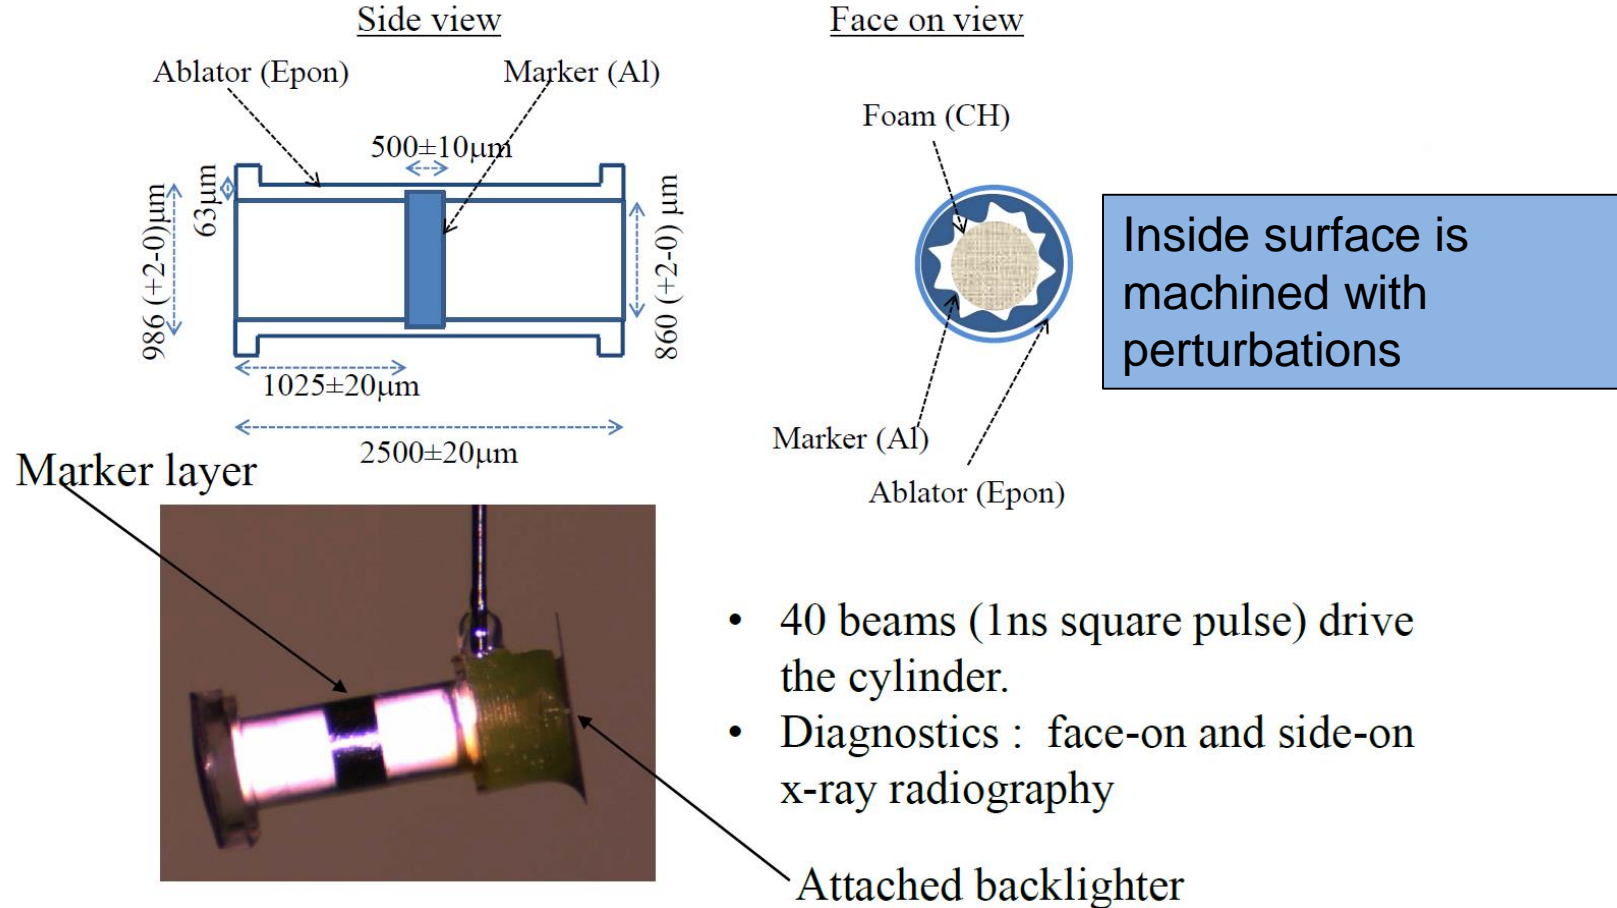 Side view
Face on view
Ablator (Epon)
Marker (Al)
Foam (CH)
500±10μm
63μm
986 (+2-0)μm
860 (+2-0) μm
1025±20μm
2500±20μm
Inside surface is
machined with
perturbations
Marker (Al)
Ablator (Epon)
Marker layer
• 40 beams (1ns square pulse) drive
the cylinder.
• Diagnostics : face-on and side-on
x-ray radiography
Attached backlighter